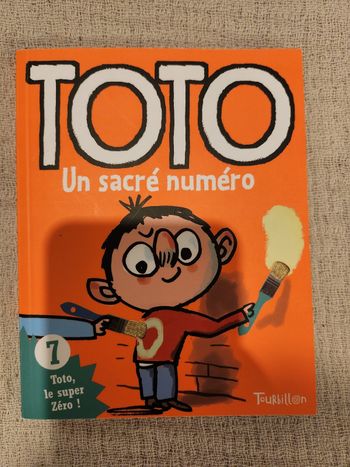 TOTO
Un sacré numéro
7
Toto,
le super
Zéro !
Tourbillon